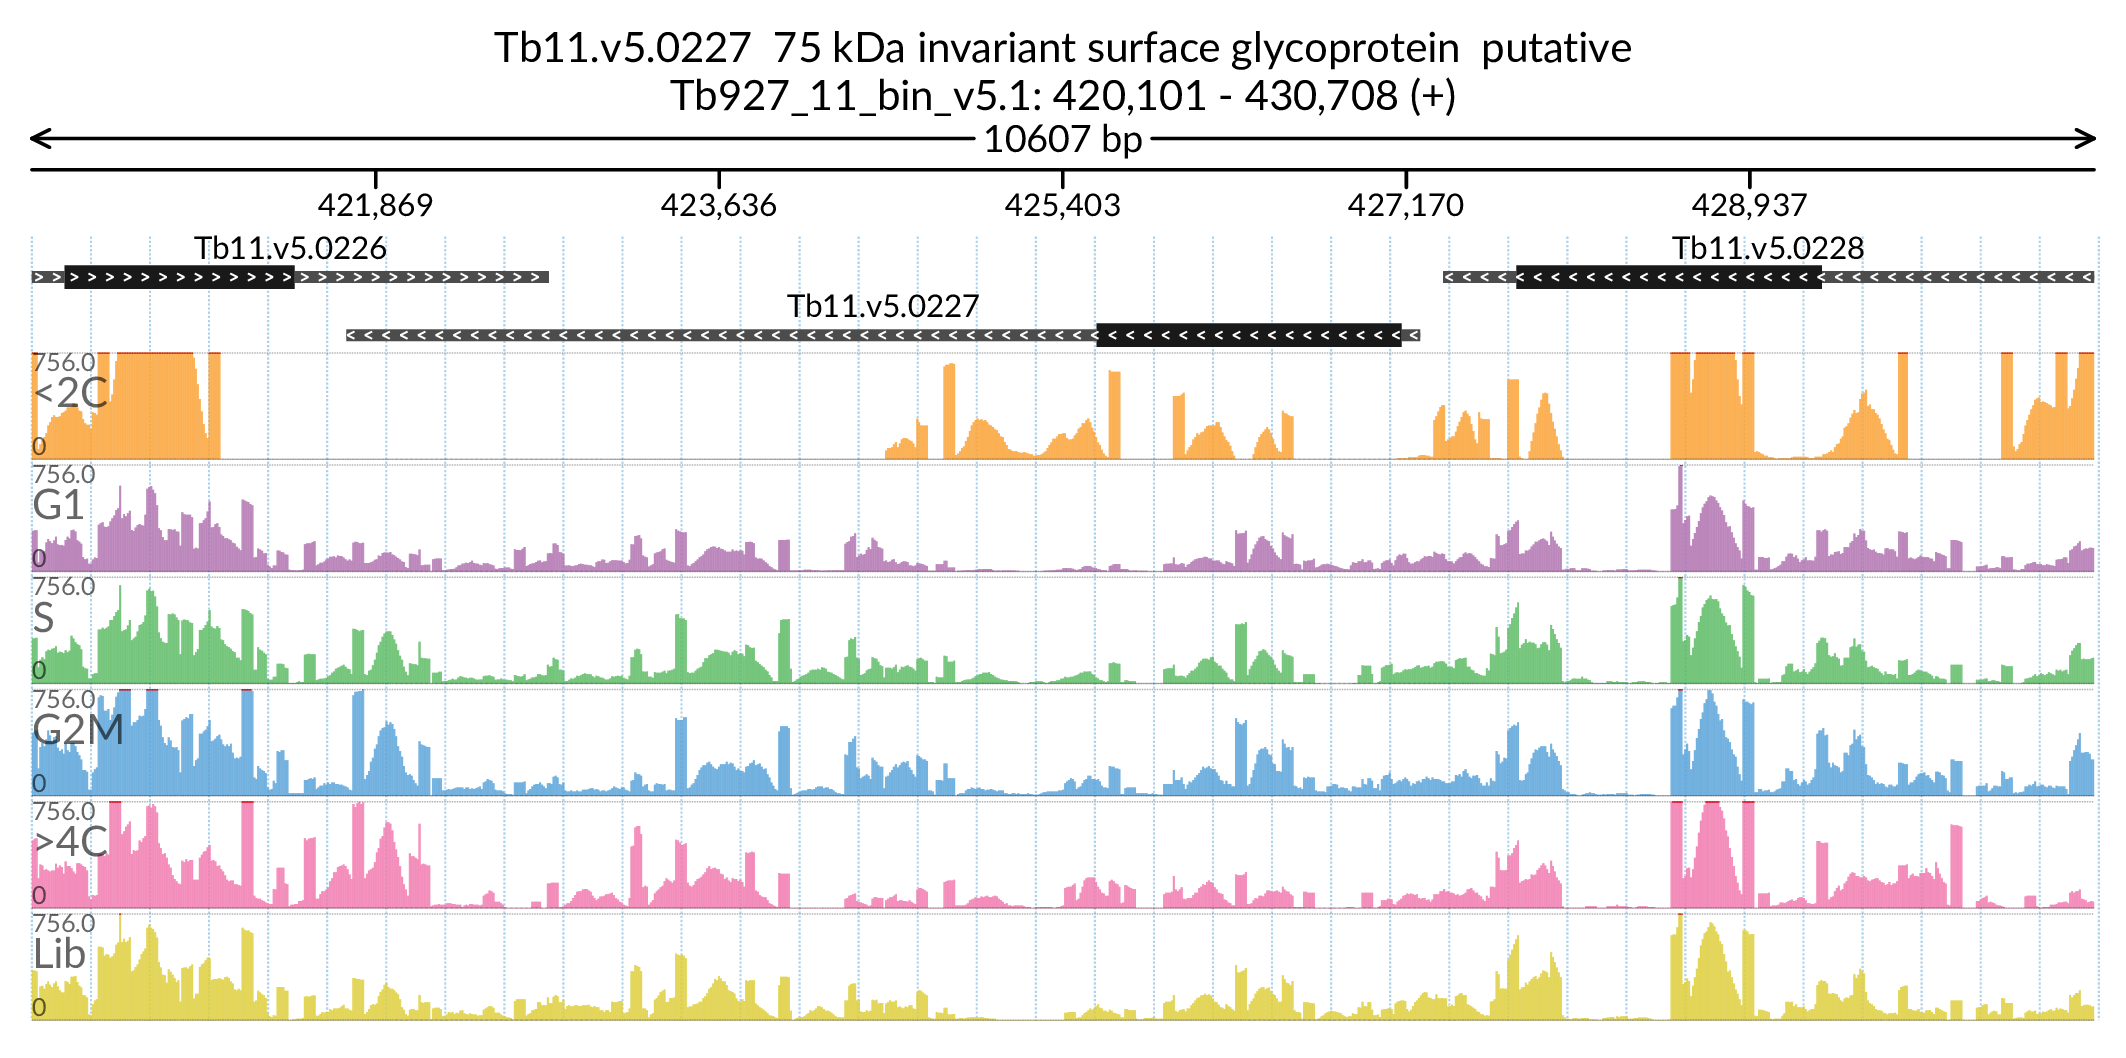 Tb11.v5.0227  75 kDa invariant surface glycoprotein  putative
Tb927_11_bin_v5.1: 420,101 - 430,708 (+)
10607 bp
421,869 423,636 425,403 427,170 428,937
Tb11.v5.0226 Tb11.v5.0228
Tb11.v5.0227
756.0
<2C
0
756.0
G1
0
756.0
S
0
756.0
G2M
0
756.0
>4C
0
756.0
Lib
0